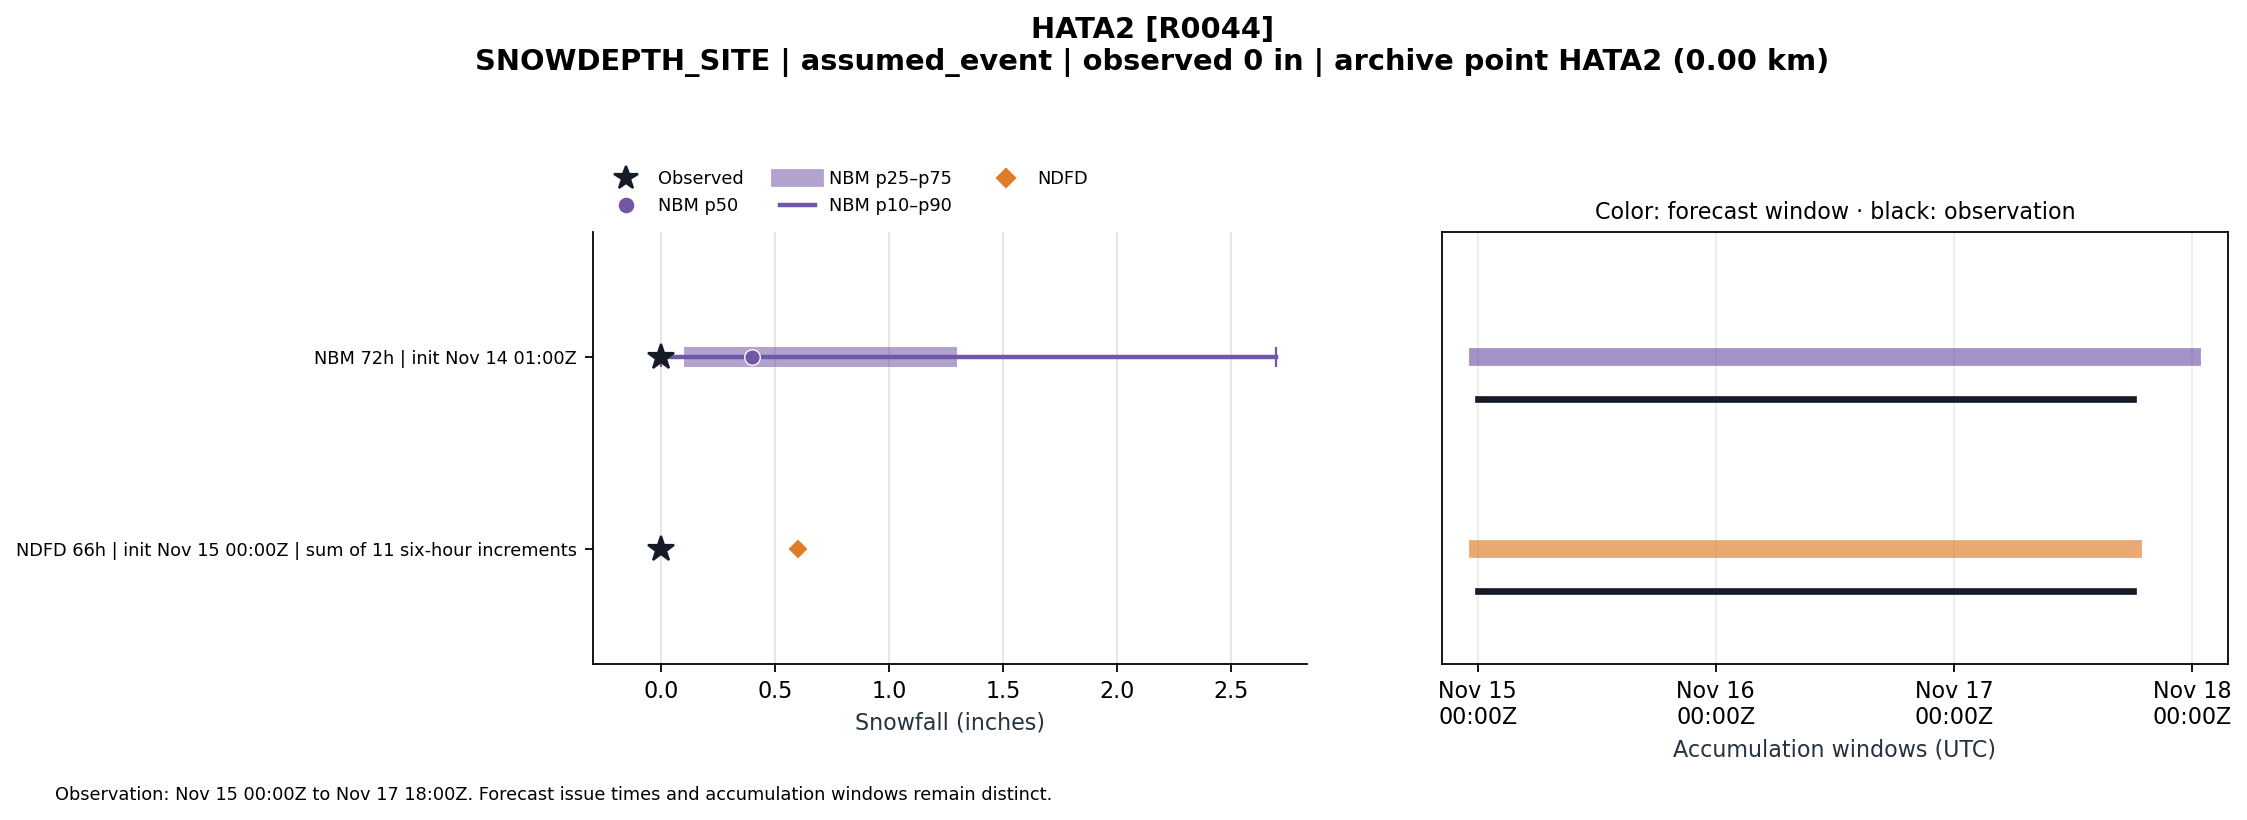 HATA2 [R0044]
SNOWDEPTH_SITE | assumed_event | observed 0 in | archive point HATA2 (0.00 km)
Observed
NBM p50
NBM p25–p75
NBM p10–p90
NDFD
NBM 72h | init Nov 14 01:00Z
NDFD 66h | init Nov 15 00:00Z | sum of 11 six-hour increments
0.0 0.5 1.0 1.5 2.0 2.5
Snowfall (inches)
Color: forecast window · black: observation
Nov 15 Nov 16 Nov 17 Nov 18
00:00Z 00:00Z 00:00Z 00:00Z
Accumulation windows (UTC)
Observation: Nov 15 00:00Z to Nov 17 18:00Z. Forecast issue times and accumulation windows remain distinct.